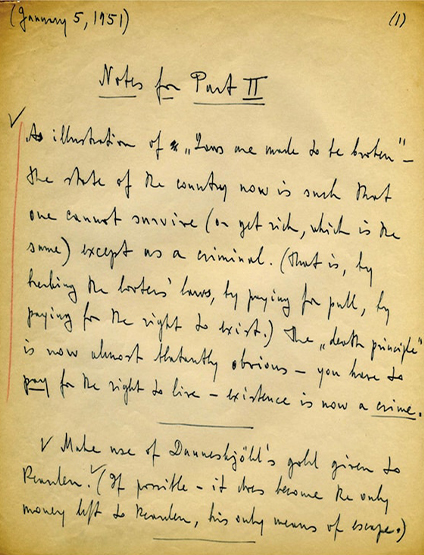 (January 5, 1951) (1)
Notes for Part II
As illustration of „Laws are made to be broken" –
the state of the country now is such that
one cannot survive (or get rich, which is the
same) except as a criminal. (That is, by
breaking the looters' laws, by paying for pull, by
paying for the right to exist.) The „death principle"
is now almost blatantly obvious – you have to
pay for the right to live – existence is now a crime.
Make use of Danneskjöld's gold given to
Rearden. (If possible – it does become the only
money left to Rearden, his only means of escape.)